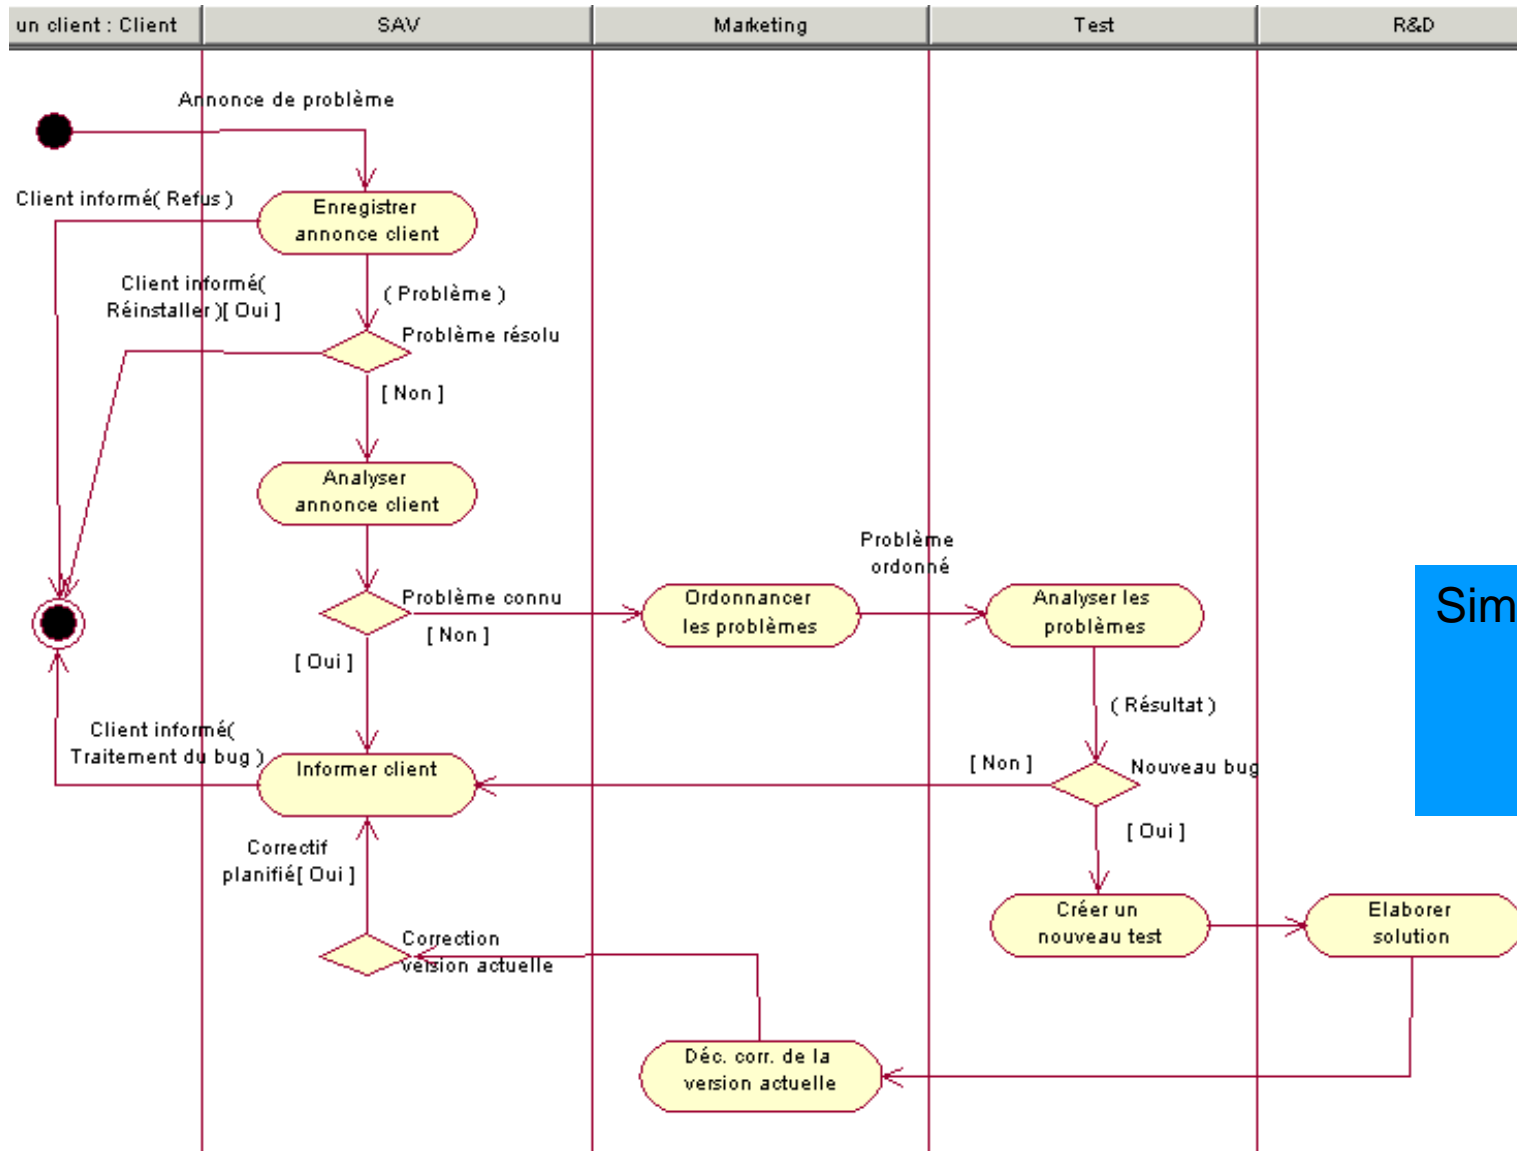 un client : Client
SAV
Marketing
Test
R&D
Annonce de problème
Client informé( Refus )
Enregistrer
annonce client
Client informé(
Réinstaller )[ Oui ]
( Problème )
Problème résolu
[ Non ]
Analyser
annonce client
Problème
ordonné
Problème connu
[ Non ]
[ Oui ]
Ordonnancer
les problèmes
Analyser les
problèmes
Sim
( Résultat )
Client informé(
Traitement du bug )
Informer client
[ Non ]
Nouveau bug
[ Oui ]
Correctif
planifié[ Oui ]
Créer un
nouveau test
Elaborer
solution
Correction
version actuelle
Déc. corr. de la
version actuelle